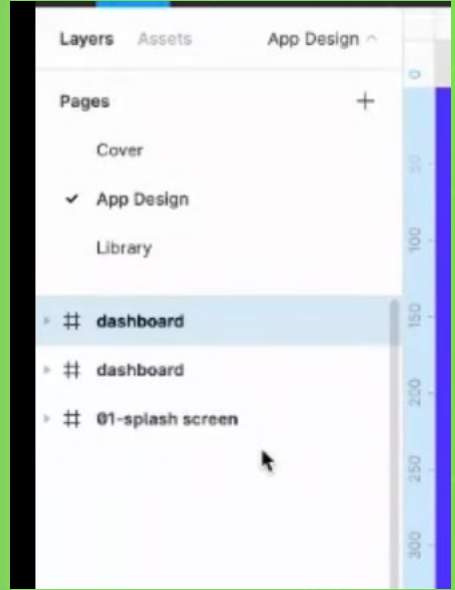 Layers Assets App Design
Pages
Cover
App Design
Library
dashboard
dashboard
01-splash screen
0
50
100
150
200
250
300